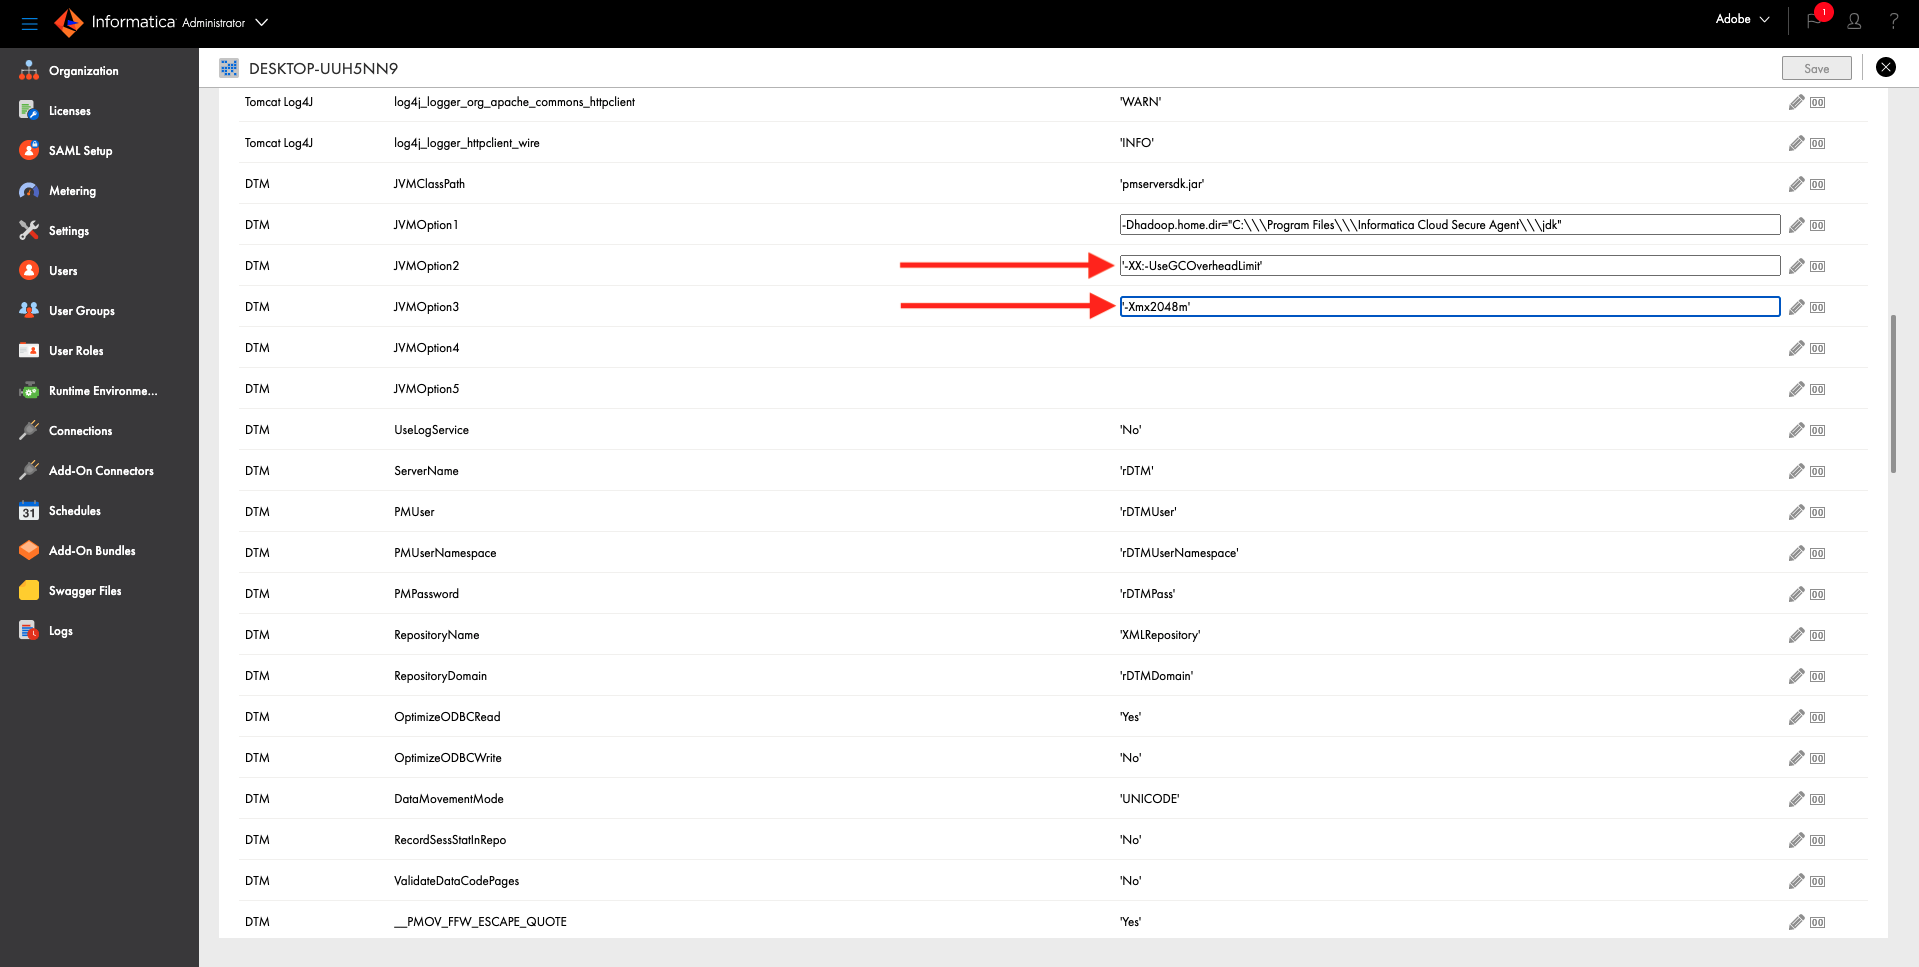 Informatica Administrator
Adobe
1
?
Organization
Licenses
SAML Setup
Metering
Settings
Users
User Groups
User Roles
Runtime Environme...
Connections
Add-On Connectors
31
Schedules
Add-On Bundles
Swagger Files
Logs
DESKTOP-UUH5NN9
Save
Tomcat Log4J log4j_logger_org_apache_commons_httpclient 'WARN'
Tomcat Log4J log4j_logger_httpclient_wire 'INFO'
DTM JVMClassPath 'pmserversdk.jar'
DTM JVMOption1 -Dhadoop.home.dir="C:\\\Program Files\\\Informatica Cloud Secure Agent\\\jdk"
DTM JVMOption2 '-XX:-UseGCOverheadLimit'
DTM JVMOption3 '-Xmx2048m'
DTM JVMOption4
DTM JVMOption5
DTM UseLogService 'No'
DTM ServerName 'rDTM'
DTM PMUser 'rDTMUser'
DTM PMUserNamespace 'rDTMUserNamespace'
DTM PMPassword 'rDTMPass'
DTM RepositoryName 'XMLRepository'
DTM RepositoryDomain 'rDTMDomain'
DTM OptimizeODBCRead 'Yes'
DTM OptimizeODBCWrite 'No'
DTM DataMovementMode 'UNICODE'
DTM RecordSessStatInRepo 'No'
DTM ValidateDataCodePages 'No'
DTM __PMOV_FFW_ESCAPE_QUOTE 'Yes'